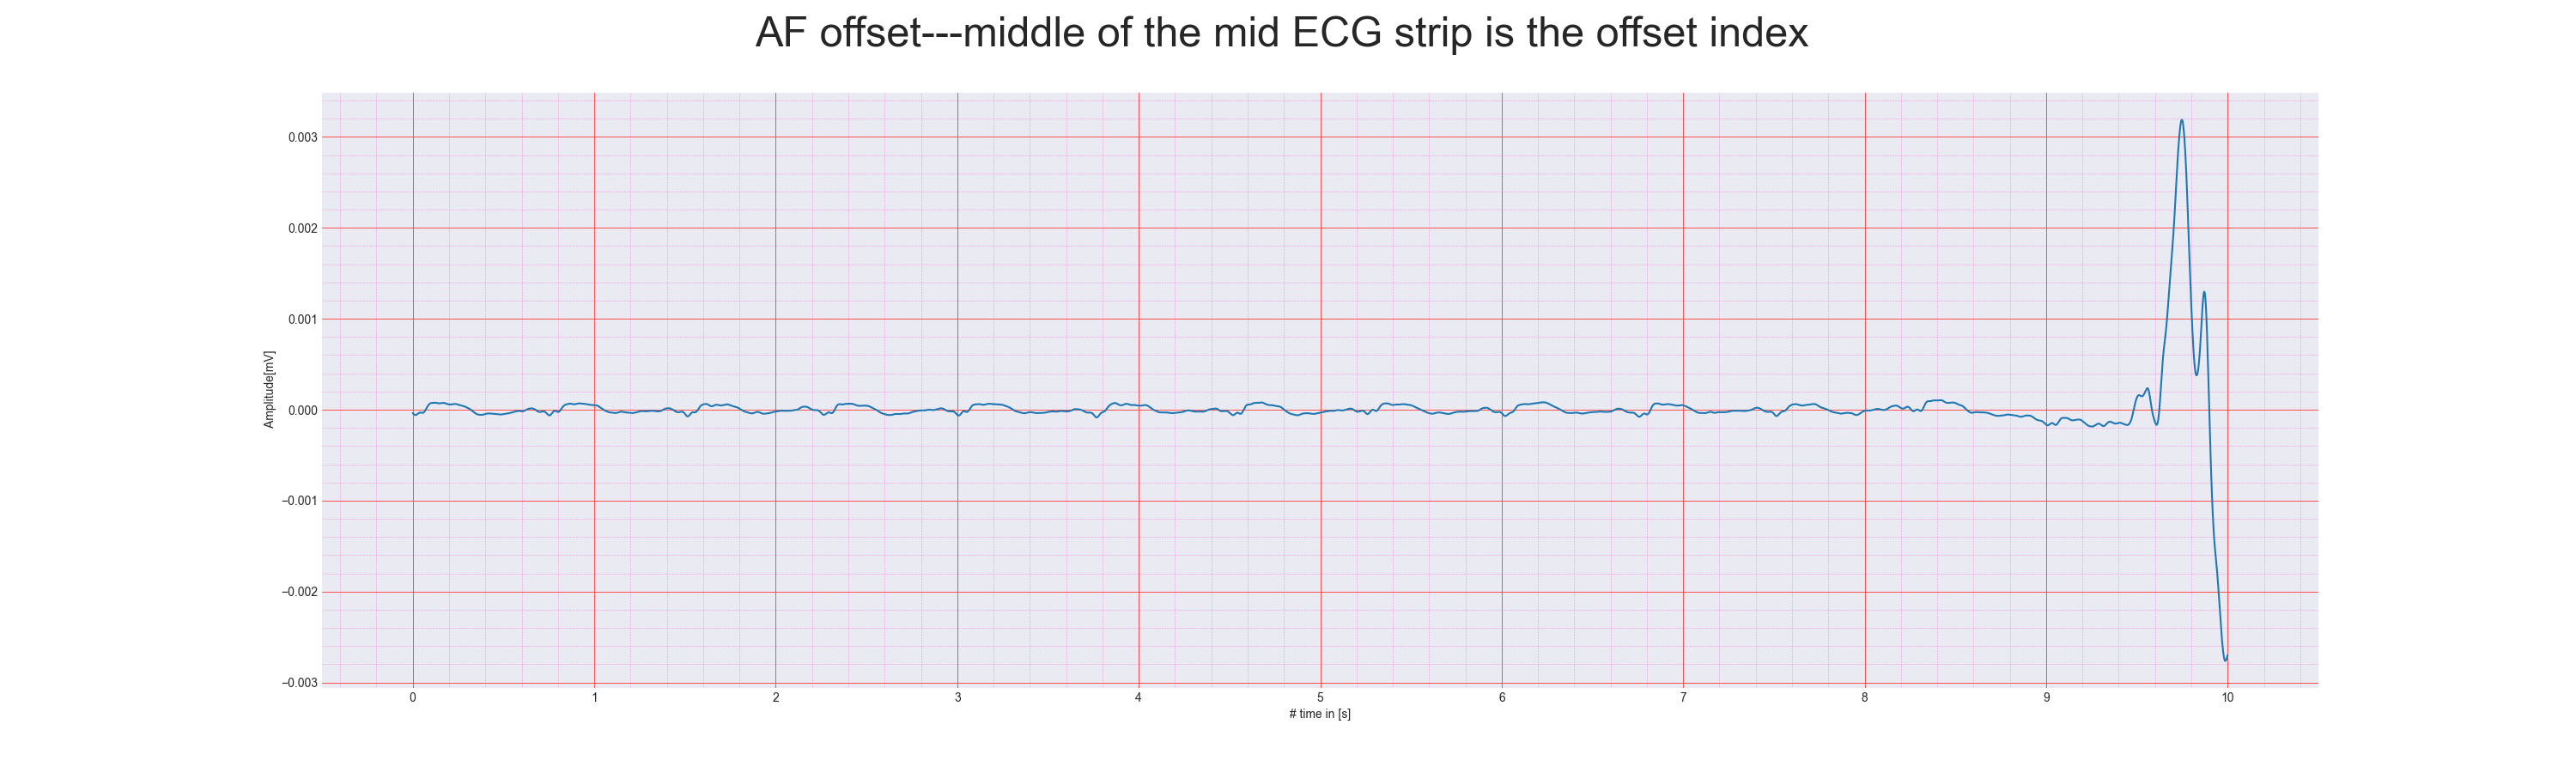 AF offset---middle of the mid ECG strip is the offset index
0.003
0.002
0.001
0.000
−0.001
−0.002
−0.003
Amplitude[mV]
0 1 2 3 4 5 6 7 8 9 10
# time in [s]